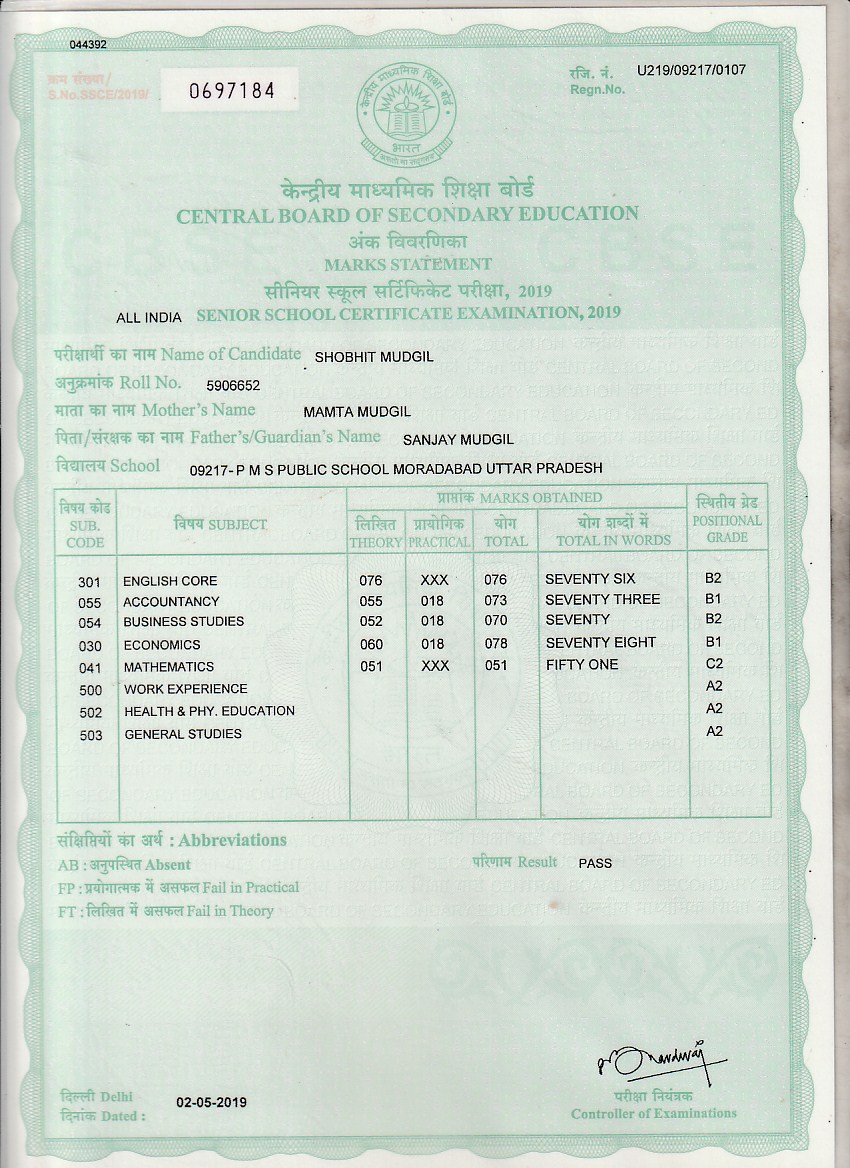 044392
क्रम संख्या/
S.No.SSCE/2019/
0697184
रजि. नं. U219/09217/0107
Regn.No.
केन्द्रीय माध्यमिक शिक्षा बोर्ड
भारत
असतो मा सद्गमय
केन्द्रीय माध्यमिक शिक्षा बोर्ड
CENTRAL BOARD OF SECONDARY EDUCATION
अंक विवरणिका
MARKS STATEMENT
सीनियर स्कूल सर्टिफिकेट परीक्षा, 2019
ALL INDIA SENIOR SCHOOL CERTIFICATE EXAMINATION, 2019
परीक्षार्थी का नाम Name of Candidate SHOBHIT MUDGIL
अनुक्रमांक Roll No. 5906652
माता का नाम Mother's Name MAMTA MUDGIL
पिता/संरक्षक का नाम Father's/Guardian's Name SANJAY MUDGIL
विद्यालय School 09217- P M S PUBLIC SCHOOL MORADABAD UTTAR PRADESH
विषय कोड SUB. CODE
विषय SUBJECT
प्राप्तांक MARKS OBTAINED
लिखित THEORY
प्रायोगिक PRACTICAL
योग TOTAL
योग शब्दों में TOTAL IN WORDS
स्थितीय ग्रेड POSITIONAL GRADE
301 ENGLISH CORE 076 XXX 076 SEVENTY SIX B2
055 ACCOUNTANCY 055 018 073 SEVENTY THREE B1
054 BUSINESS STUDIES 052 018 070 SEVENTY B2
030 ECONOMICS 060 018 078 SEVENTY EIGHT B1
041 MATHEMATICS 051 XXX 051 FIFTY ONE C2
500 WORK EXPERIENCE A2
502 HEALTH & PHY. EDUCATION A2
503 GENERAL STUDIES A2
संक्षिप्तियों का अर्थ : Abbreviations
AB : अनुपस्थित Absent
परिणाम Result PASS
FP : प्रयोगात्मक में असफल Fail in Practical
FT : लिखित में असफल Fail in Theory
दिल्ली Delhi
दिनांक Dated : 02-05-2019
परीक्षा नियंत्रक
Controller of Examinations